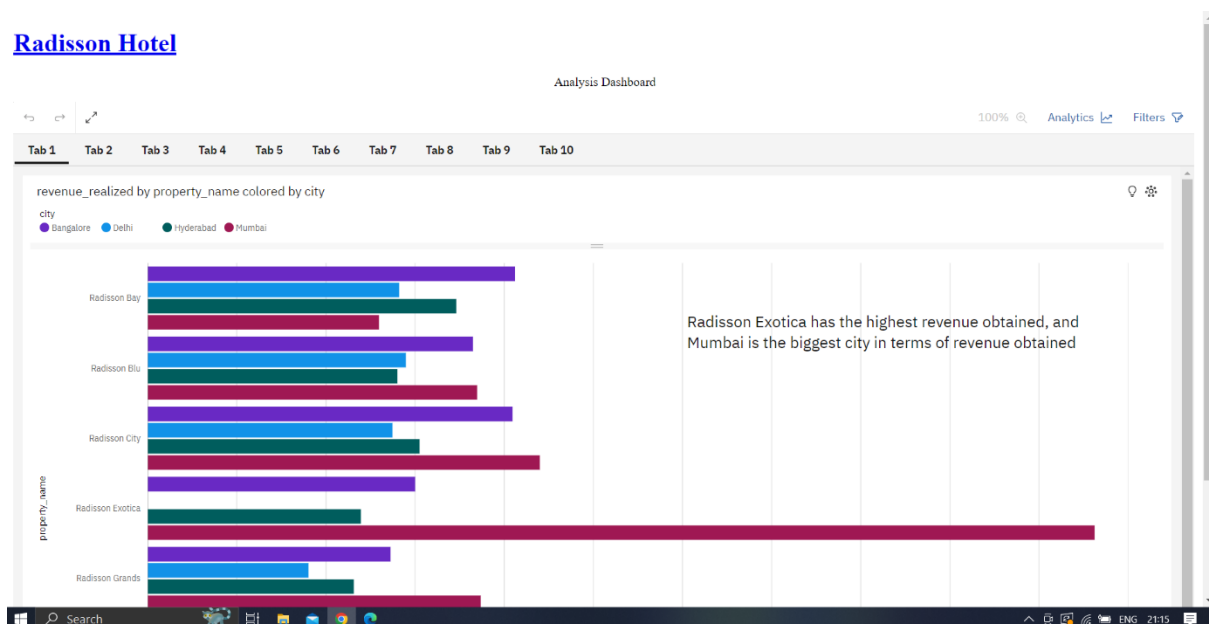 Radisson Hotel
Analysis Dashboard
100% Analytics Filters
Tab 1 Tab 2 Tab 3 Tab 4 Tab 5 Tab 6 Tab 7 Tab 8 Tab 9 Tab 10
revenue_realized by property_name colored by city
city
Bangalore Delhi Hyderabad Mumbai
Radisson Bay
Radisson Exotica has the highest revenue obtained, and
Mumbai is the biggest city in terms of revenue obtained
Radisson Blu
Radisson City
property_name
Radisson Exotica
Radisson Grands
Search ENG 21:15